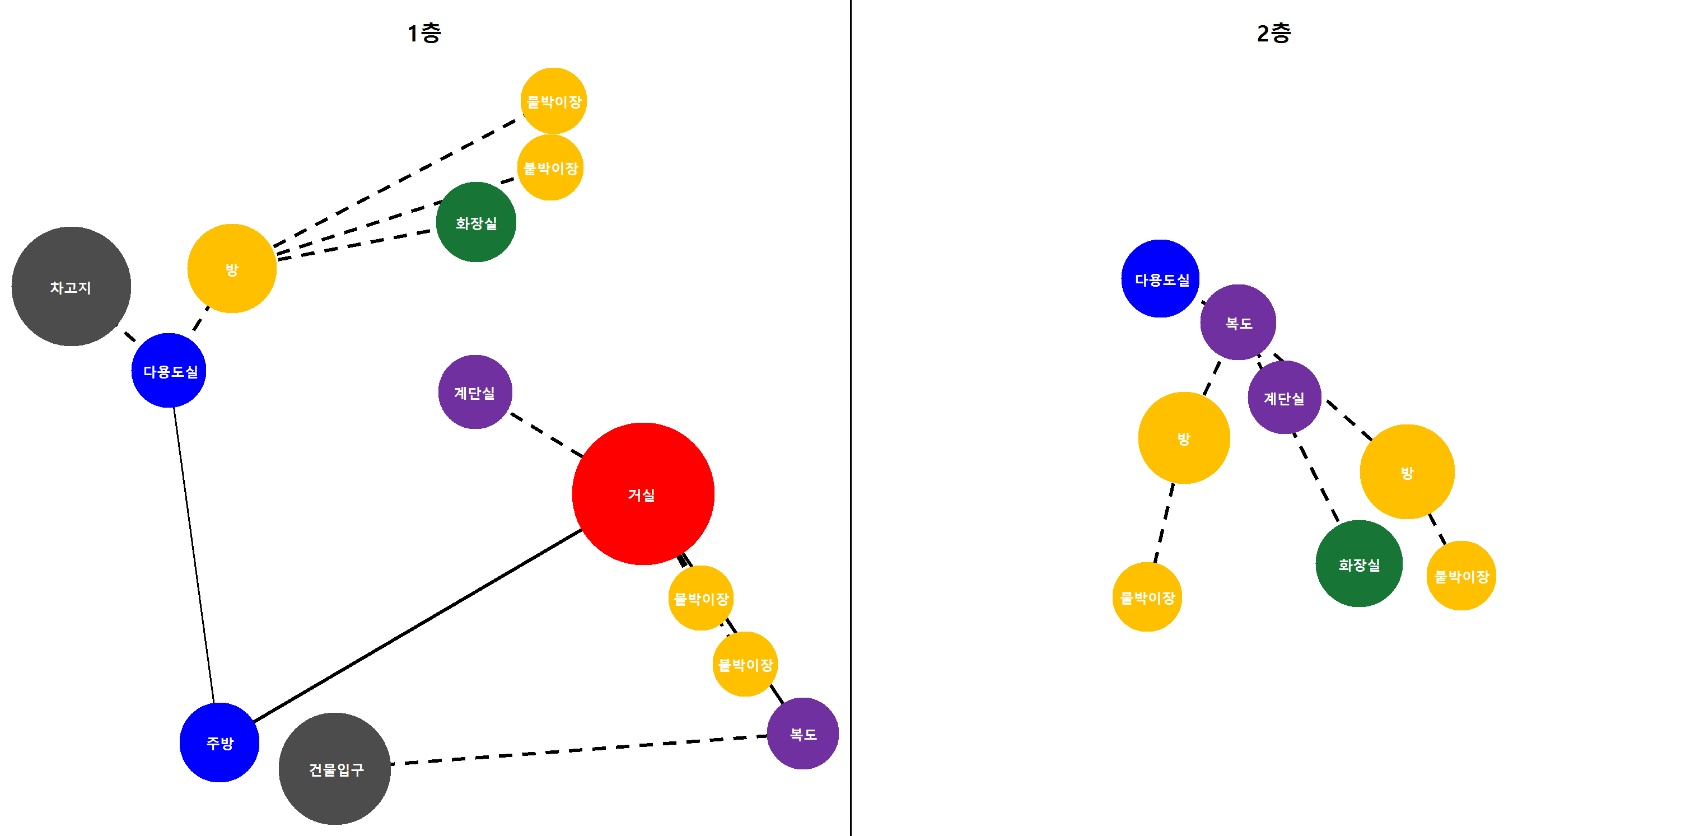 1층
붙박이장
붙박이장
화장실
방
차고지
다용도실
계단실
거실
붙박이장
붙박이장
복도
주방
건물입구
2층
다용도실
복도
계단실
방
방
화장실
붙박이장
붙박이장